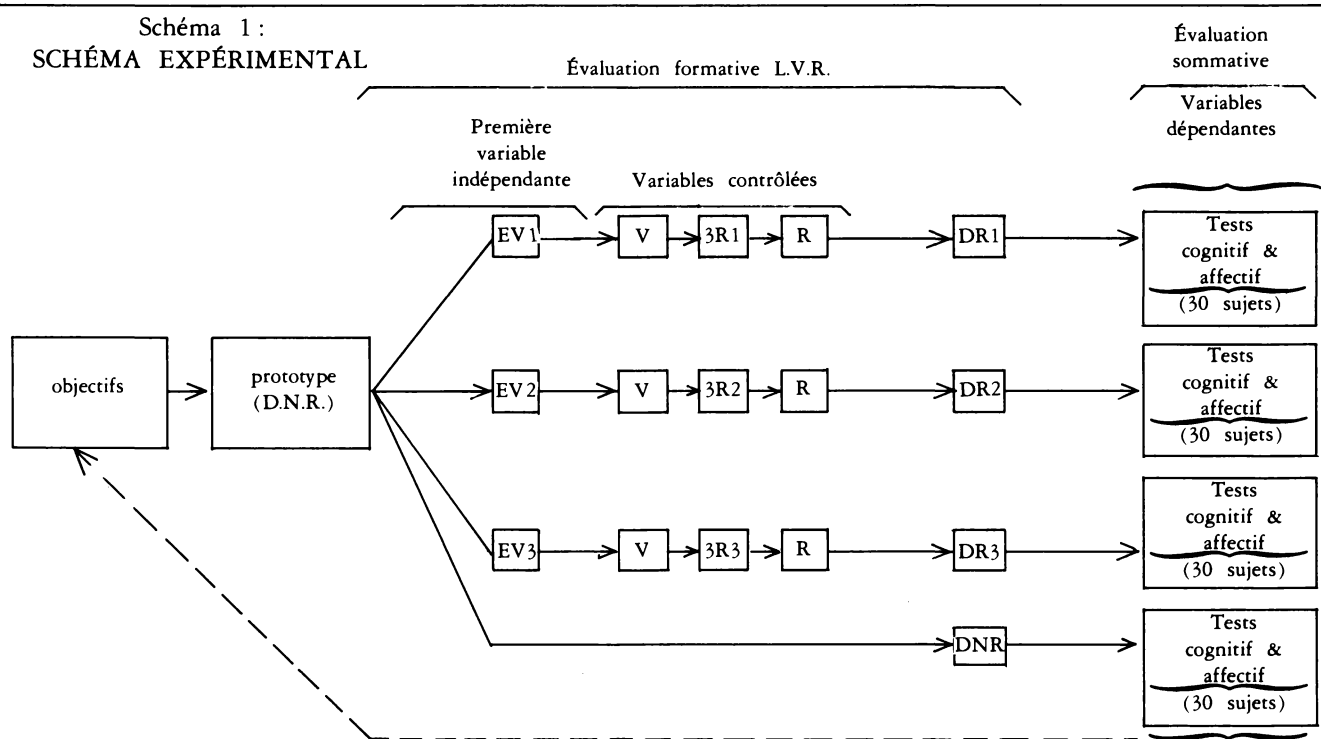 Schéma 1 :
SCHÉMA EXPÉRIMENTAL
Évaluation formative L.V.R.
Évaluation
sommative
Variables
dépendantes
Première
variable
indépendante
Variables contrôlées
EV1 V 3R1 R DR1
Tests
cognitif &
affectif
(30 sujets)
objectifs
prototype
(D.N.R.)
EV2 V 3R2 R DR2
Tests
cognitif &
affectif
(30 sujets)
EV3 V 3R3 R DR3
Tests
cognitif &
affectif
(30 sujets)
DNR
Tests
cognitif &
affectif
(30 sujets)